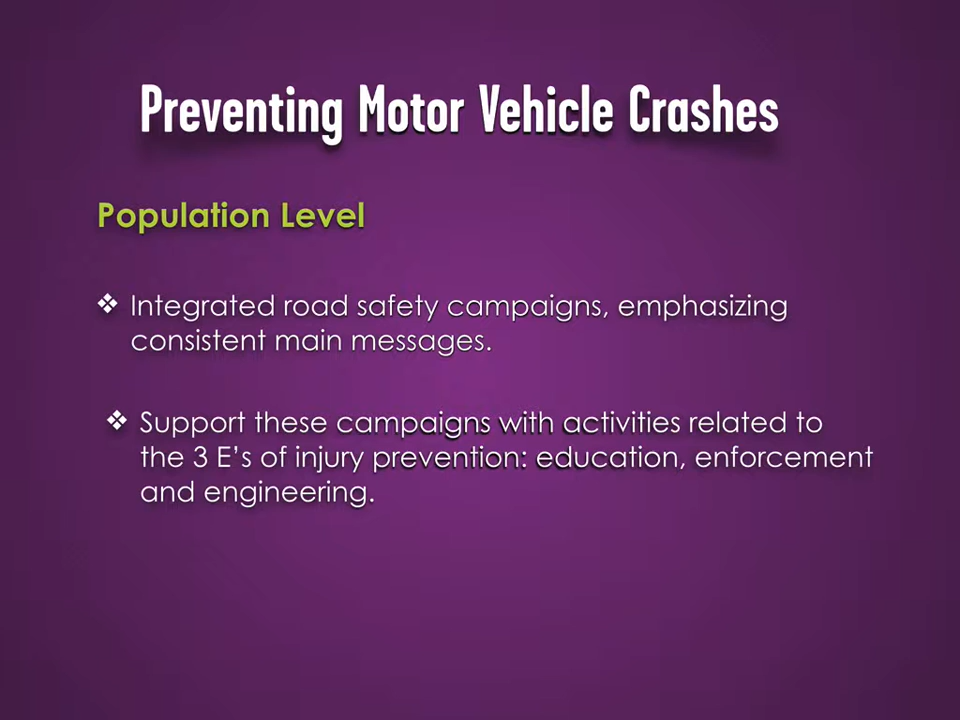 Preventing Motor Vehicle Crashes
Population Level
❖ Integrated road safety campaigns, emphasizing
consistent main messages.
❖ Support these campaigns with activities related to
the 3 E’s of injury prevention: education, enforcement
and engineering.